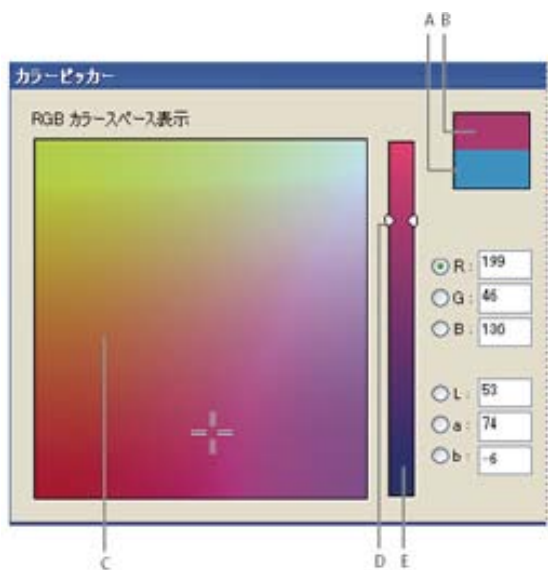 A B
カラーピッカー
RGB カラースペース表示
R : 199
G : 46
B : 130
L : 53
a : 74
b : -6
C
D E